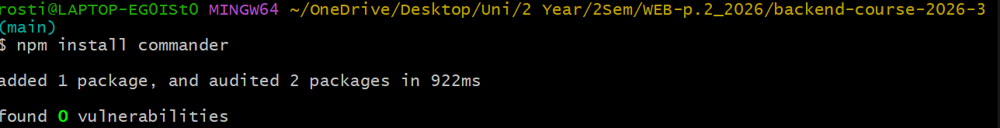 rosti@LAPTOP-EG0ISt0 MINGW64 ~/OneDrive/Desktop/Uni/2 Year/2Sem/WEB-p.2_2026/backend-course-2026-3
(main)
$ npm install commander
added 1 package, and audited 2 packages in 922ms
found 0 vulnerabilities